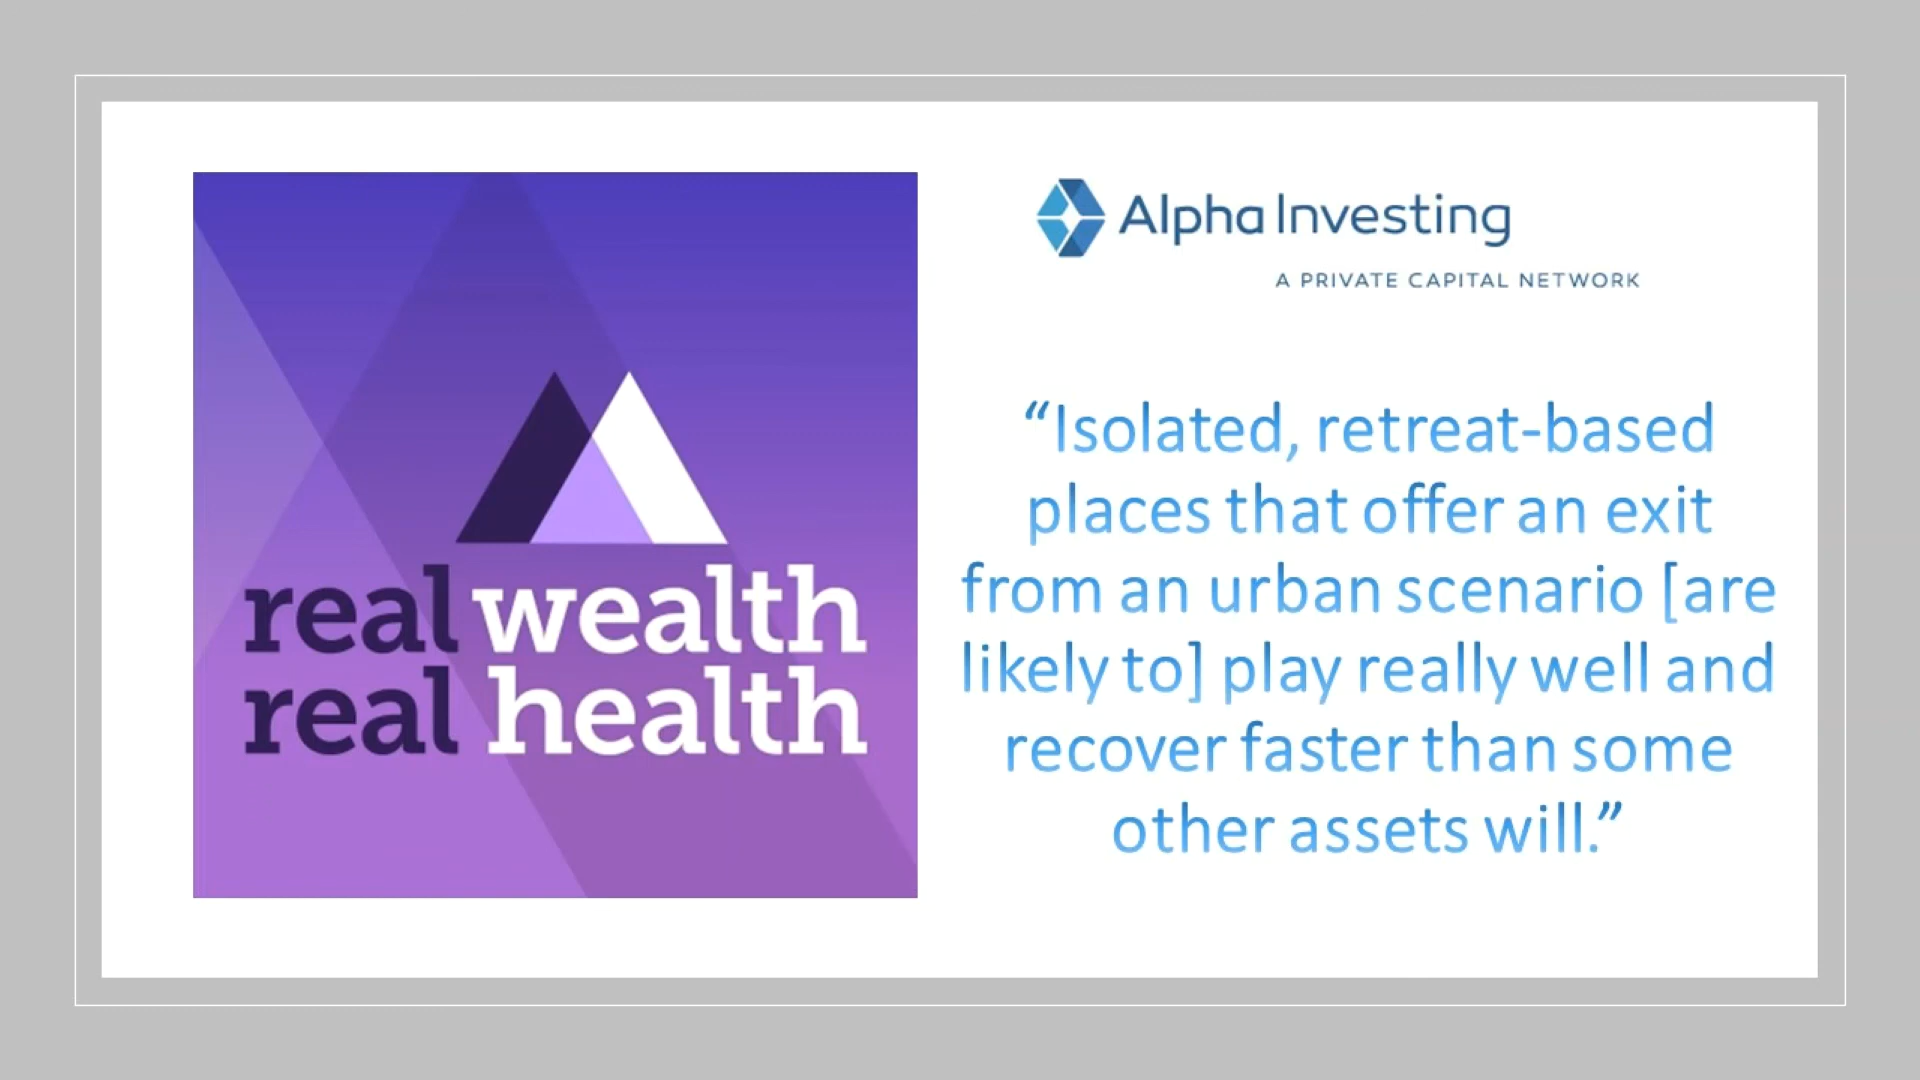 real wealth
real health
Alpha Investing
A PRIVATE CAPITAL NETWORK
“Isolated, retreat-based
places that offer an exit
from an urban scenario [are
likely to] play really well and
recover faster than some
other assets will.”